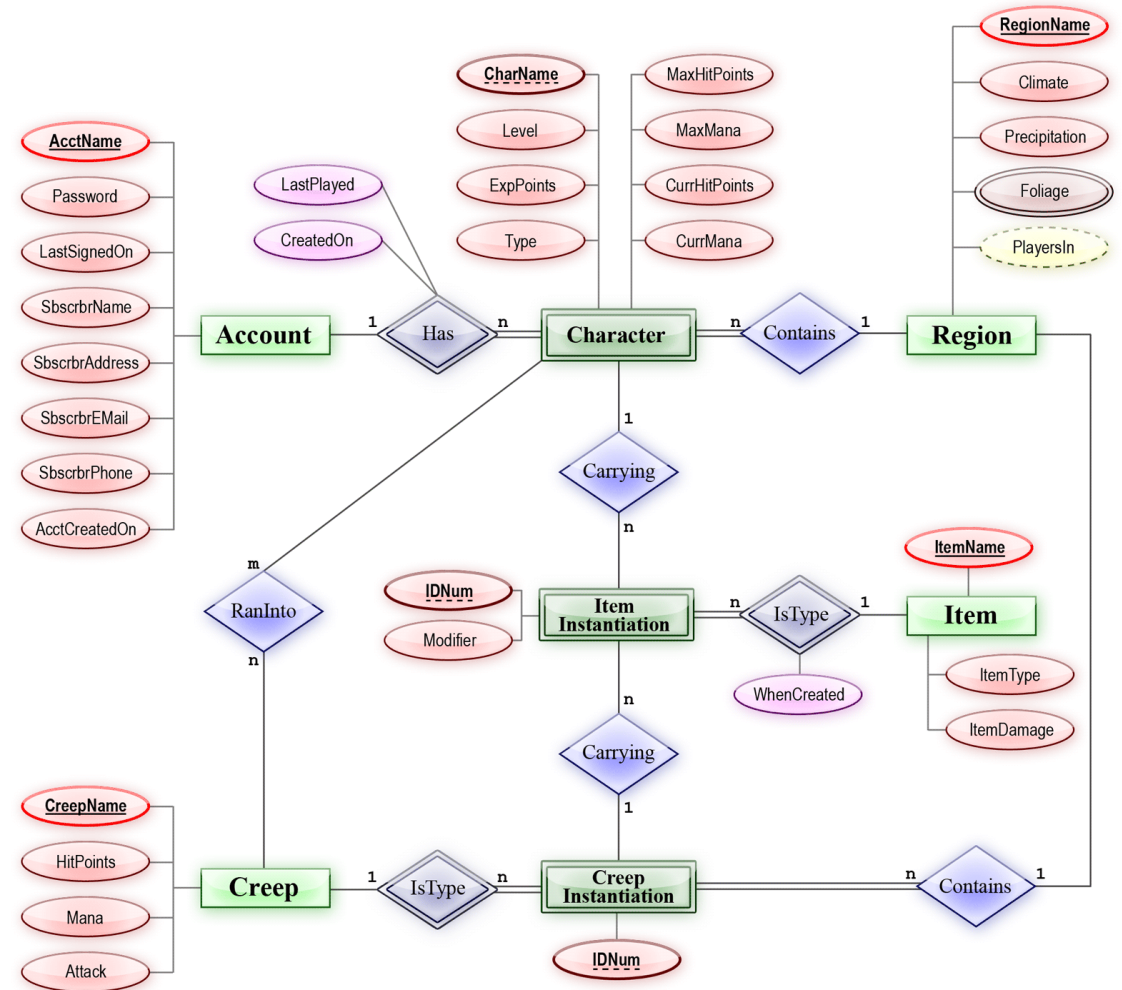 RegionName
CharName
MaxHitPoints
Climate
AcctName
Level
MaxMana
Precipitation
Password
LastPlayed
ExpPoints
CurrHitPoints
Foliage
LastSignedOn
CreatedOn
Type
CurrMana
PlayersIn
SbscrbrName
Account
1
Has
n
Character
n
Contains
1
Region
SbscrbrAddress
SbscrbrEMail
1
SbscrbrPhone
Carrying
AcctCreatedOn
n
ItemName
m
RanInto
n
IDNum
Modifier
Item
Instantiation
n
IsType
1
Item
WhenCreated
ItemType
ItemDamage
n
Carrying
1
CreepName
HitPoints
Mana
Attack
Creep
1
IsType
n
Creep
Instantiation
n
Contains
1
IDNum